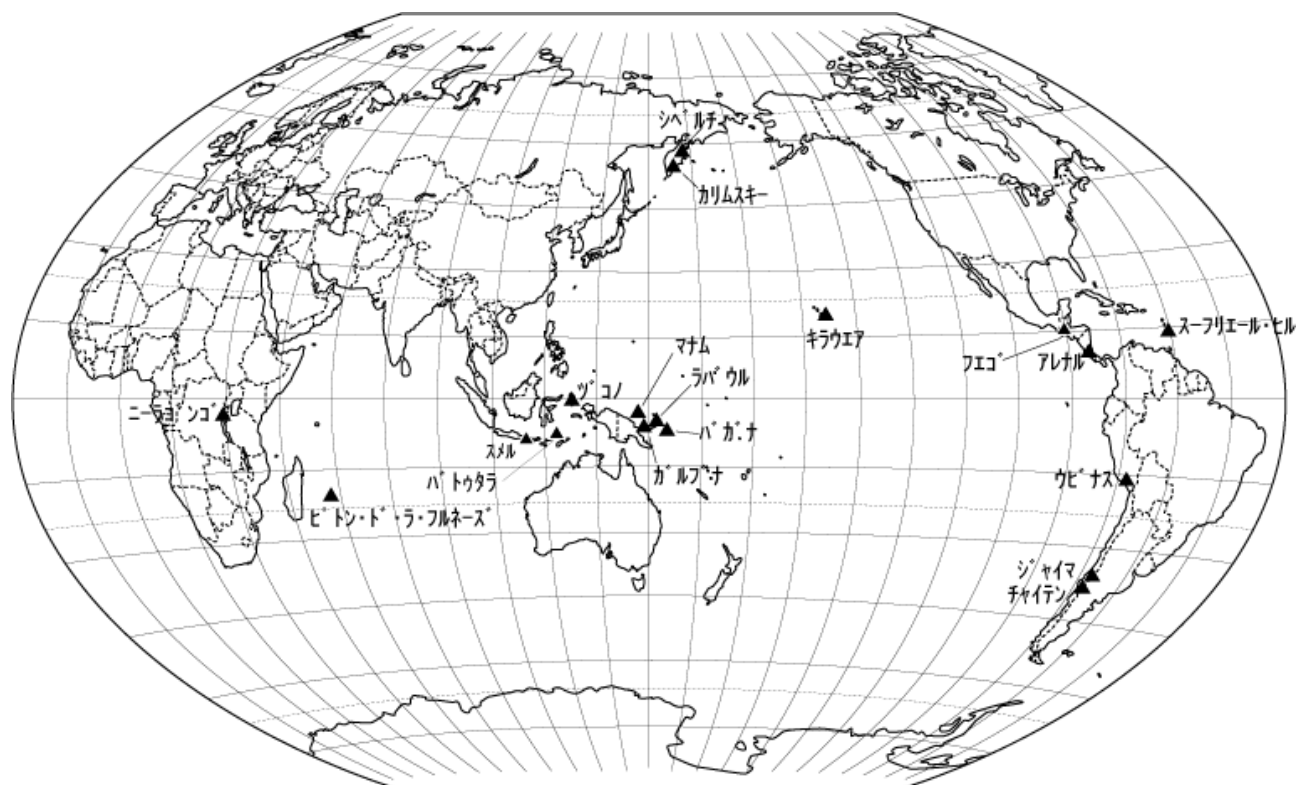 シベルチ
カリムスキー
キラウエア
スーフリエール・ヒル
フエゴ
アレナル
マナム
・ラバウル
ヅコノ
バガ.ナ
ニーラゴンゴ
スメル
バトゥタラ
ガルブ.ナ
ウビナス
ピトン・ド・ラ・フルネーズ
ジャイマ
チャイテン